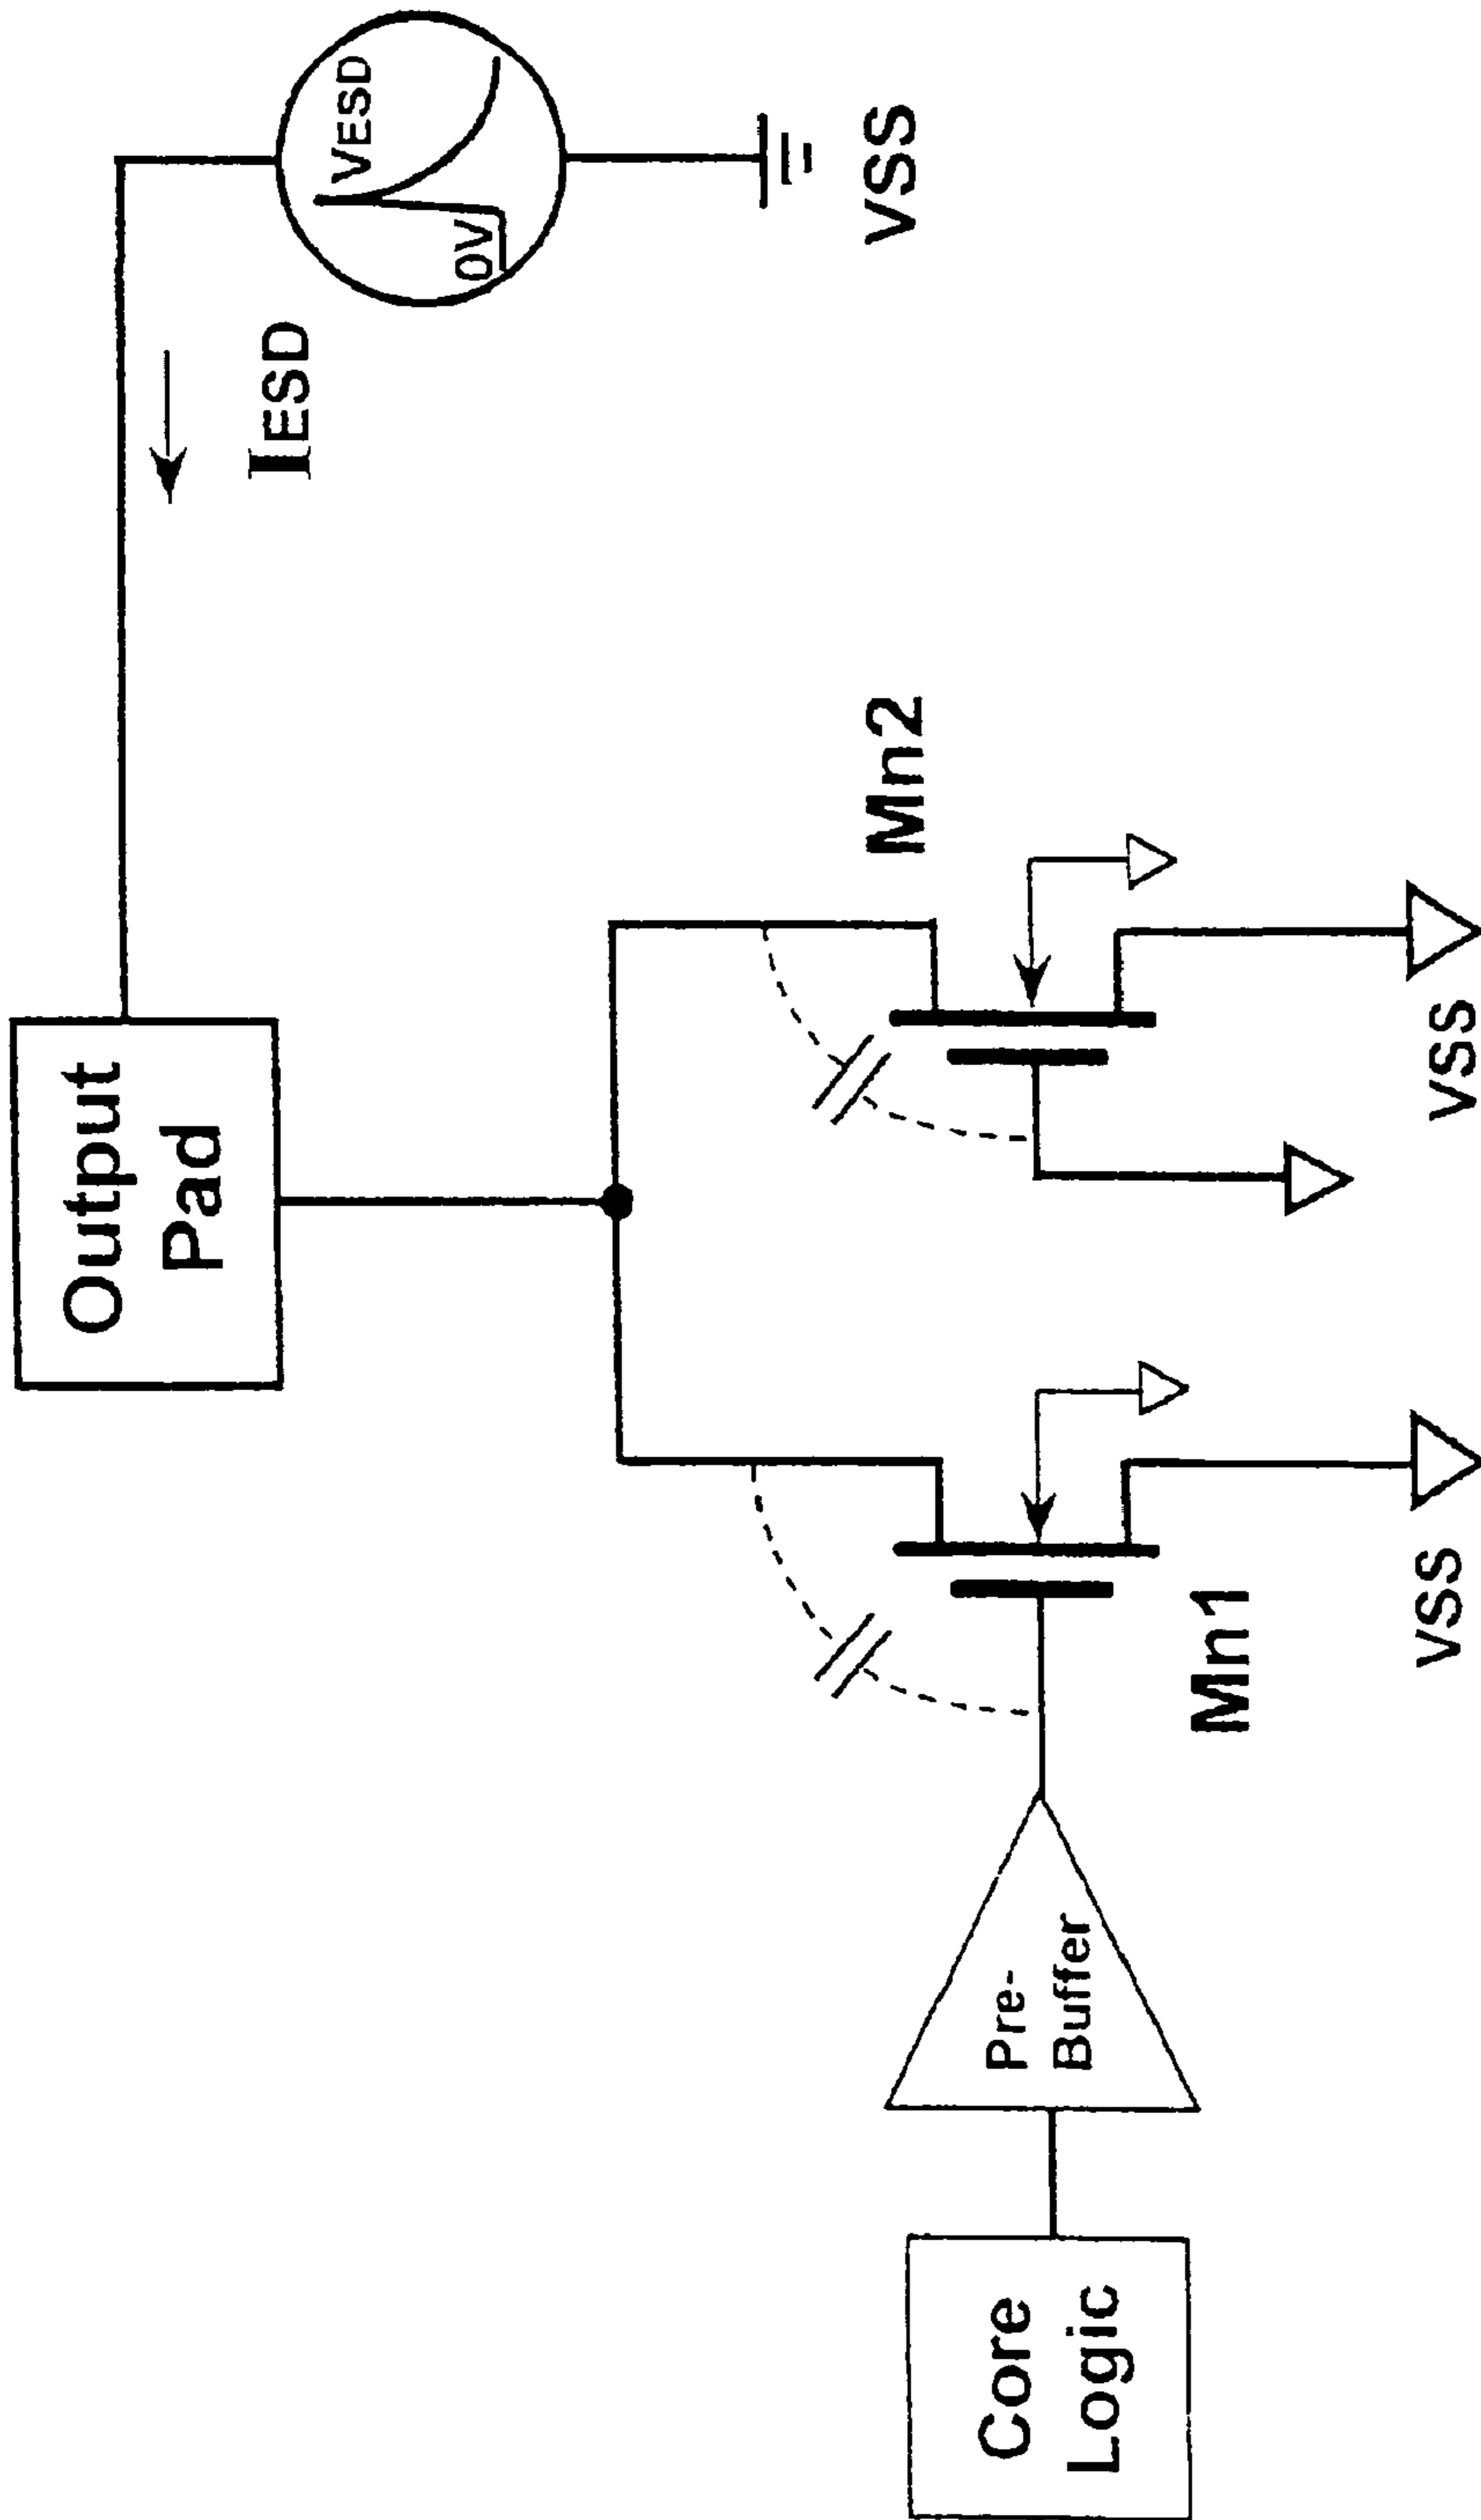 Output
Pad
IESD
VESD
0V
VSS
Mn2
Core
Logic
Pre-
Buffer
Mn1
VSS
VSS